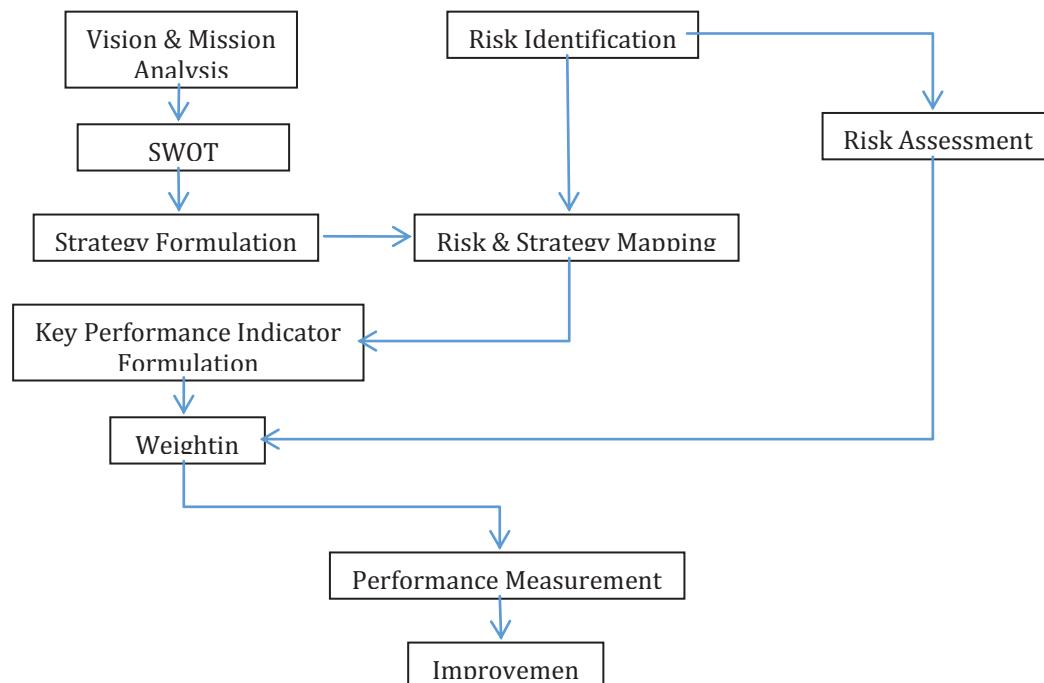 Vision & Mission
Analysis
Risk Identification
SWOT
Risk Assessment
Strategy Formulation
Risk & Strategy Mapping
Key Performance Indicator
Formulation
Weightin
Performance Measurement
Improvemen